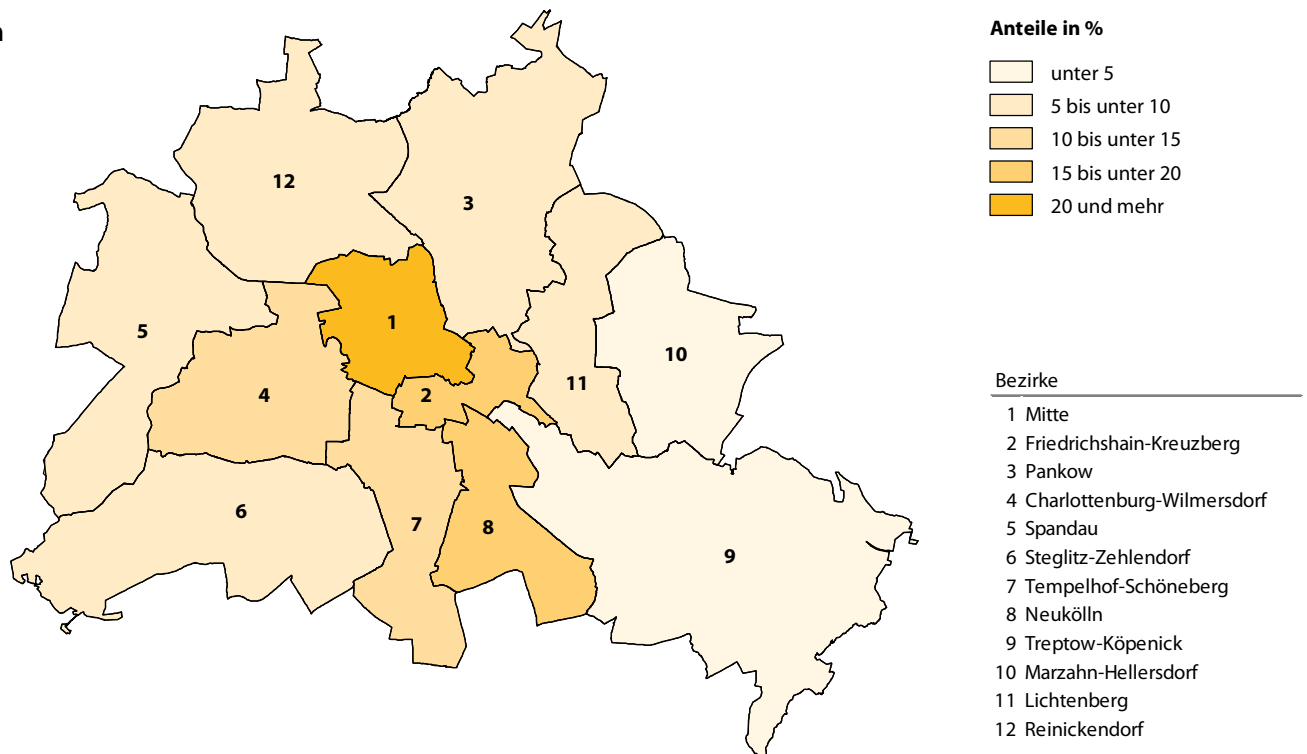 Anteile in %
unter 5
5 bis unter 10
10 bis unter 15
15 bis unter 20
20 und mehr
12
3
5
1
10
4
2
11
6
7
8
9
Bezirke
1 Mitte
2 Friedrichshain-Kreuzberg
3 Pankow
4 Charlottenburg-Wilmersdorf
5 Spandau
6 Steglitz-Zehlendorf
7 Tempelhof-Schöneberg
8 Neukölln
9 Treptow-Köpenick
10 Marzahn-Hellersdorf
11 Lichtenberg
12 Reinickendorf